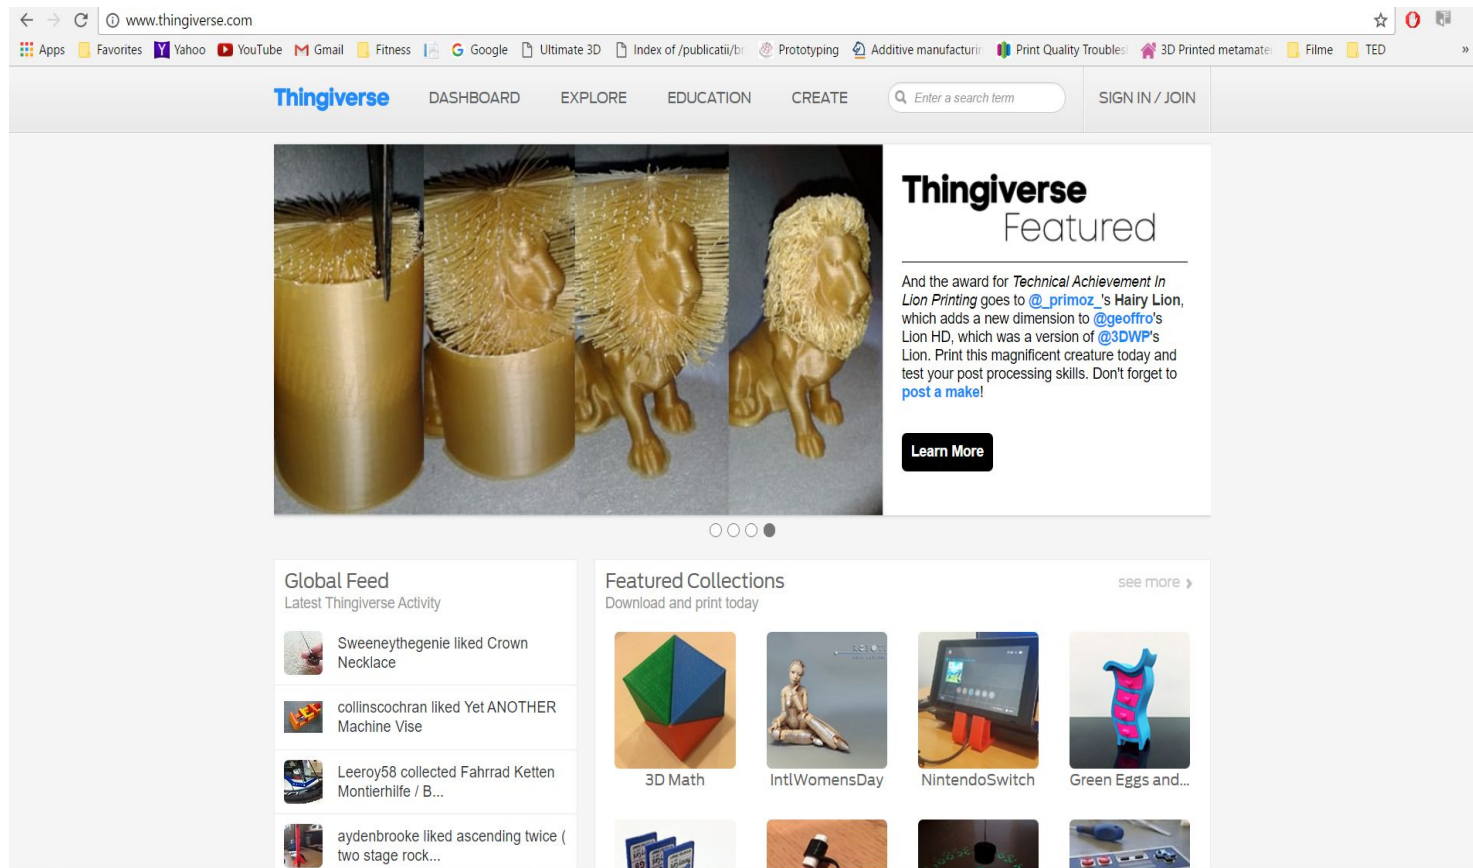 www.thingiverse.com
Apps Favorites Yahoo YouTube Gmail Fitness Google Ultimate 3D Index of /publicatii/br Prototyping Additive manufacturin Print Quality Troubles 3D Printed metamate Filme TED »
Thingiverse DASHBOARD EXPLORE EDUCATION CREATE Enter a search term SIGN IN / JOIN
Thingiverse
Featured
And the award for Technical Achievement In
Lion Printing goes to @_primoz_'s Hairy Lion,
which adds a new dimension to @geoffro's
Lion HD, which was a version of @3DWP's
Lion. Print this magnificent creature today and
test your post processing skills. Don't forget to
post a make!
Learn More
Global Feed
Latest Thingiverse Activity
Sweeneythegenie liked Crown
Necklace
collinscochran liked Yet ANOTHER
Machine Vise
Leeroy58 collected Fahrrad Ketten
Montierhilfe / B...
aydenbrooke liked ascending twice (
two stage rock...
Featured Collections
see more
Download and print today
3D Math IntlWomensDay NintendoSwitch Green Eggs and...